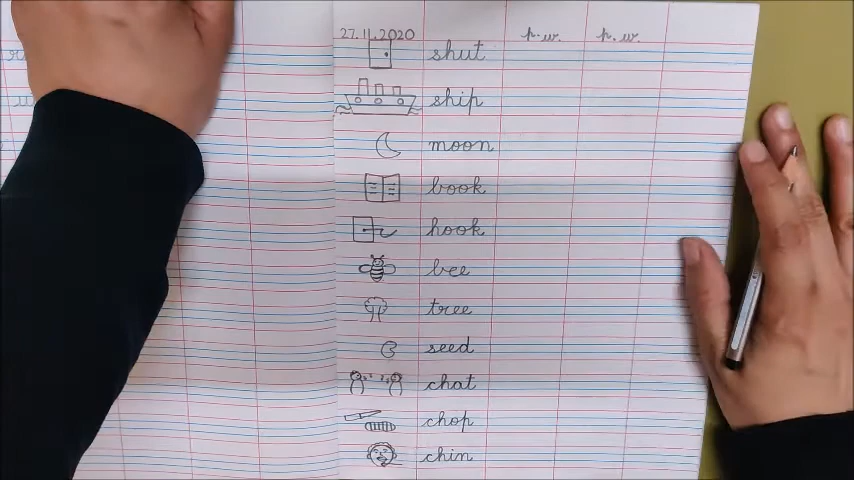 27.11.2020 p.w. p.w.
shut
ship
moon
book
hook
bee
tree
seed
chat
chop
chin